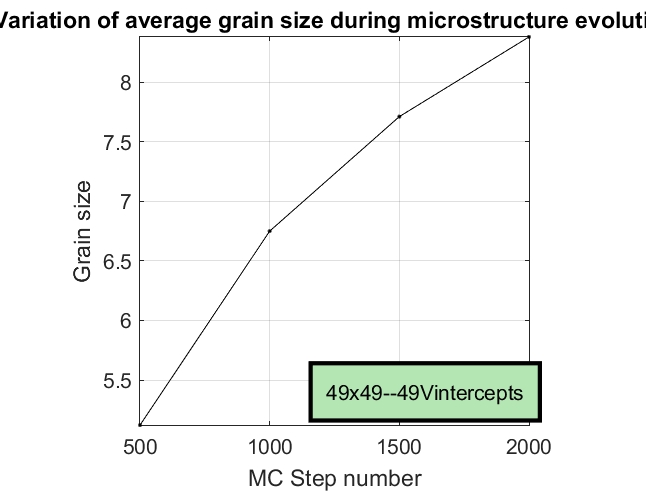 Variation of average grain size during microstructure evoluti
8
7.5
7
6.5
6
5.5
Grain size
49x49--49Vintercepts
500 1000 1500 2000
MC Step number